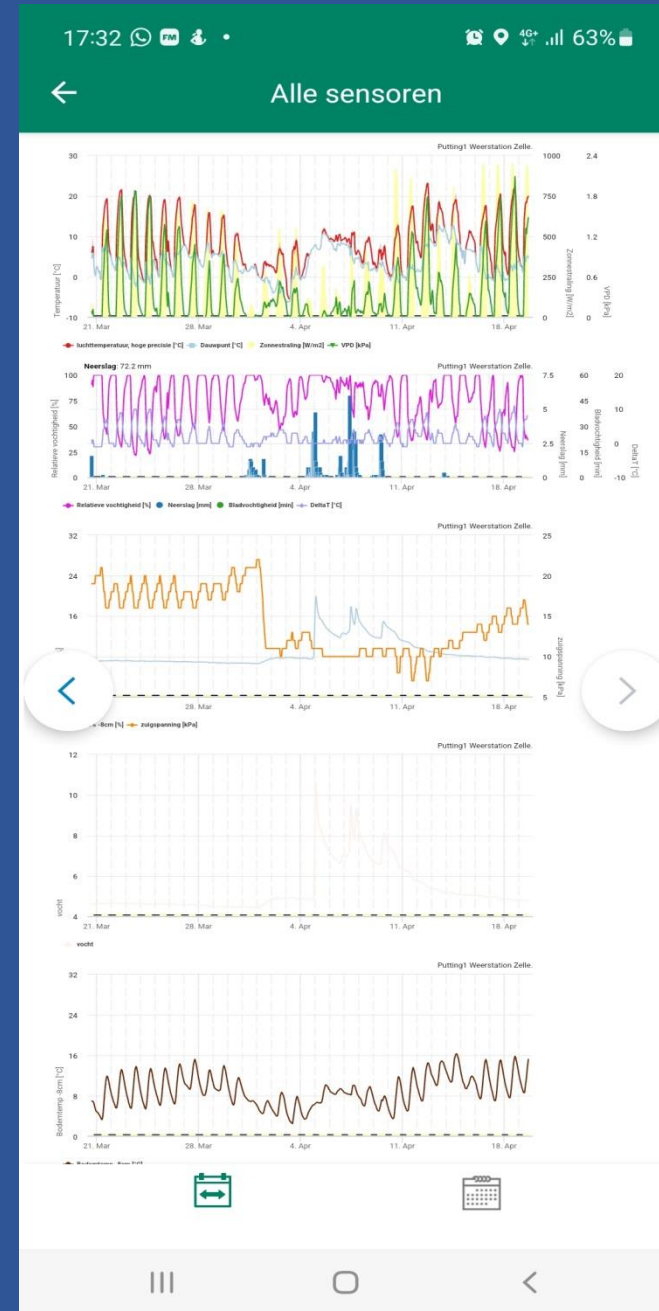 17:32 FM 4G+ 63%
Alle sensoren
Putting1 Weerstation Zelle.
30 1000 2.4
20 750 1.8
10 500 1.2
0 250 0.6
-10 0 0
Temperatuur [°C] Zonnestraling [W/m2] VPD [kPa]
21. Mar 28. Mar 4. Apr 11. Apr 18. Apr
luchttemperatuur, hoge precisie [°C] Dauwpunt [°C] Zonnestraling [W/m2] VPD [kPa]
Neerslag: 72.2 mm Putting1 Weerstation Zelle.
100 7.5 60 20
75 5 45 10
50 30
25 2.5 15 0
0 0 0 -10
Relatieve vochtigheid [%] Neerslag [mm] Bladvochtigheid [min] DeltaT [°C]
21. Mar 28. Mar 4. Apr 11. Apr 18. Apr
Relatieve vochtigheid [%] Neerslag [mm] Bladvochtigheid [min] DeltaT [°C]
Putting1 Weerstation Zelle.
32 25
24 20
16 15
10
5
zuigspanning [kPa]
28. Mar 4. Apr 11. Apr 18. Apr
-8cm [%] zuigspanning [kPa]
Putting1 Weerstation Zelle.
12
10
8
6
4
vocht
21. Mar 28. Mar 4. Apr 11. Apr 18. Apr
vocht
Putting1 Weerstation Zelle.
32
24
16
8
0
Bodemtemp -8cm [°C]
21. Mar 28. Mar 4. Apr 11. Apr 18. Apr